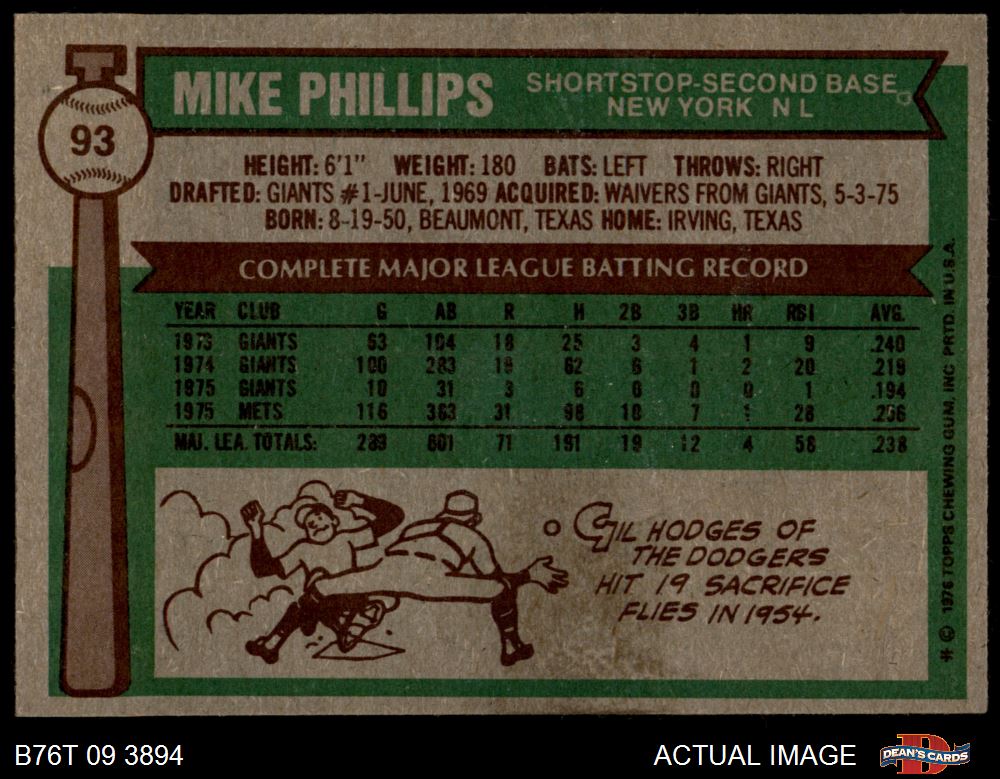 93
MIKE PHILLIPS
SHORTSTOP-SECOND BASE
NEW YORK N L
HEIGHT: 6'1" WEIGHT: 180 BATS: LEFT THROWS: RIGHT
DRAFTED: GIANTS #1-JUNE, 1969 ACQUIRED: WAIVERS FROM GIANTS, 5-3-75
BORN: 8-19-50, BEAUMONT, TEXAS HOME: IRVING, TEXAS
COMPLETE MAJOR LEAGUE BATTING RECORD
YEAR CLUB G AB R H 2B 3B HR RBI AVG.
1973 GIANTS 63 104 18 25 3 4 1 9 .240
1974 GIANTS 100 283 19 62 6 1 2 20 .219
1975 GIANTS 10 31 3 6 0 0 0 1 .194
1975 METS 116 383 31 98 10 7 1 28 .256
MAJ. LEA. TOTALS: 289 801 71 191 19 12 4 58 .238
GIL HODGES OF
THE DODGERS
HIT 19 SACRIFICE
FLIES IN 1954.
* © 1976 TOPPS CHEWING GUM, INC PRTD. IN U.S.A.
B76T 09 3894
ACTUAL IMAGE
DEAN'S CARDS